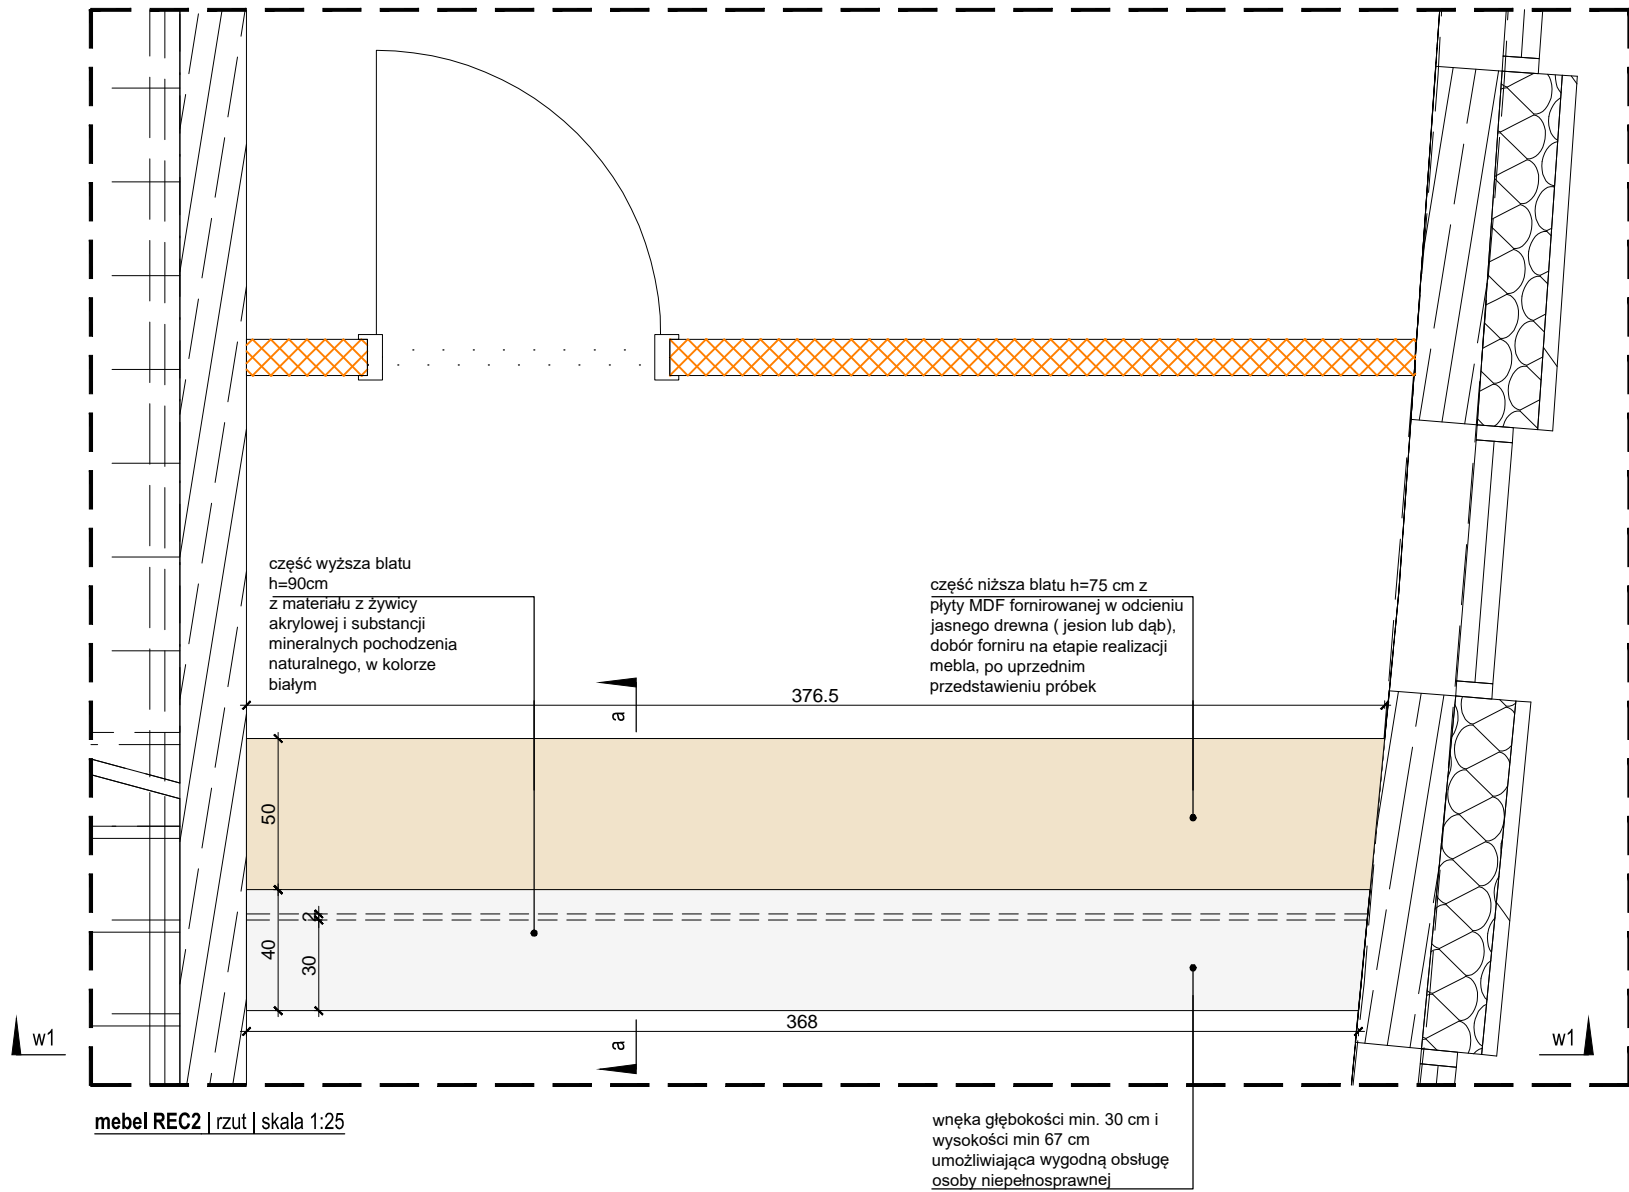 część wyższa blatu
h=90cm
z materiału z żywicy
akrylowej i substancji
mineralnych pochodzenia
naturalnego, w kolorze
białym
część niższa blatu h=75 cm z
płyty MDF fornirowanej w odcieniu
jasnego drewna ( jesion lub dąb),
dobór forniru na etapie realizacji
mebla, po uprzednim
przedstawieniu próbek
376.5
a
50
2
40
30
368
a
w1
w1
mebel REC2 | rzut | skala 1:25
wnęka głębokości min. 30 cm i
wysokości min 67 cm
umożliwiająca wygodną obsługę
osoby niepełnosprawnej